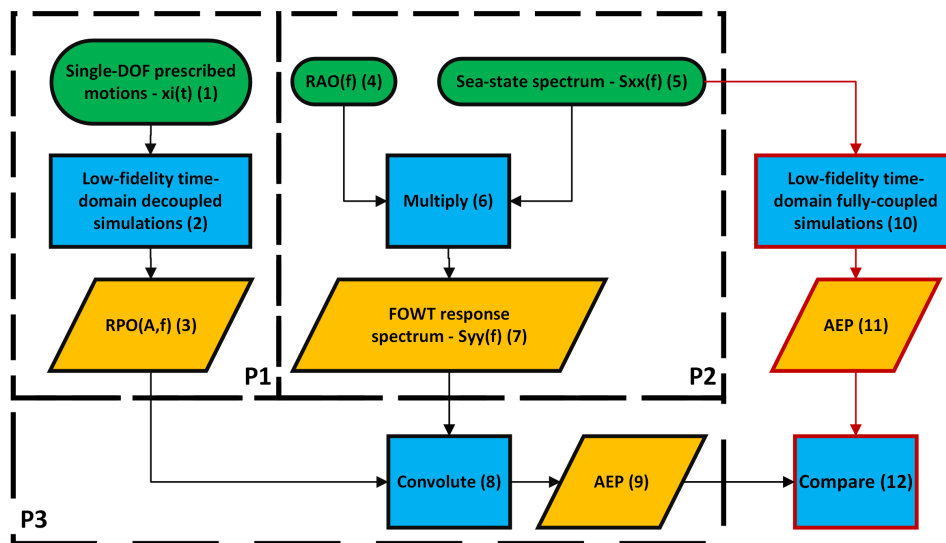 Single-DOF prescribed
motions - xi(t) (1)
Low-fidelity time-
domain decoupled
simulations (2)
RPO(A,f) (3)
P1
RAO(f) (4)
Sea-state spectrum - Sxx(f) (5)
Multiply (6)
FOWT response
spectrum - Syy(f) (7)
P2
Low-fidelity time-
domain fully-coupled
simulations (10)
AEP (11)
P3
Convolute (8)
AEP (9)
Compare (12)